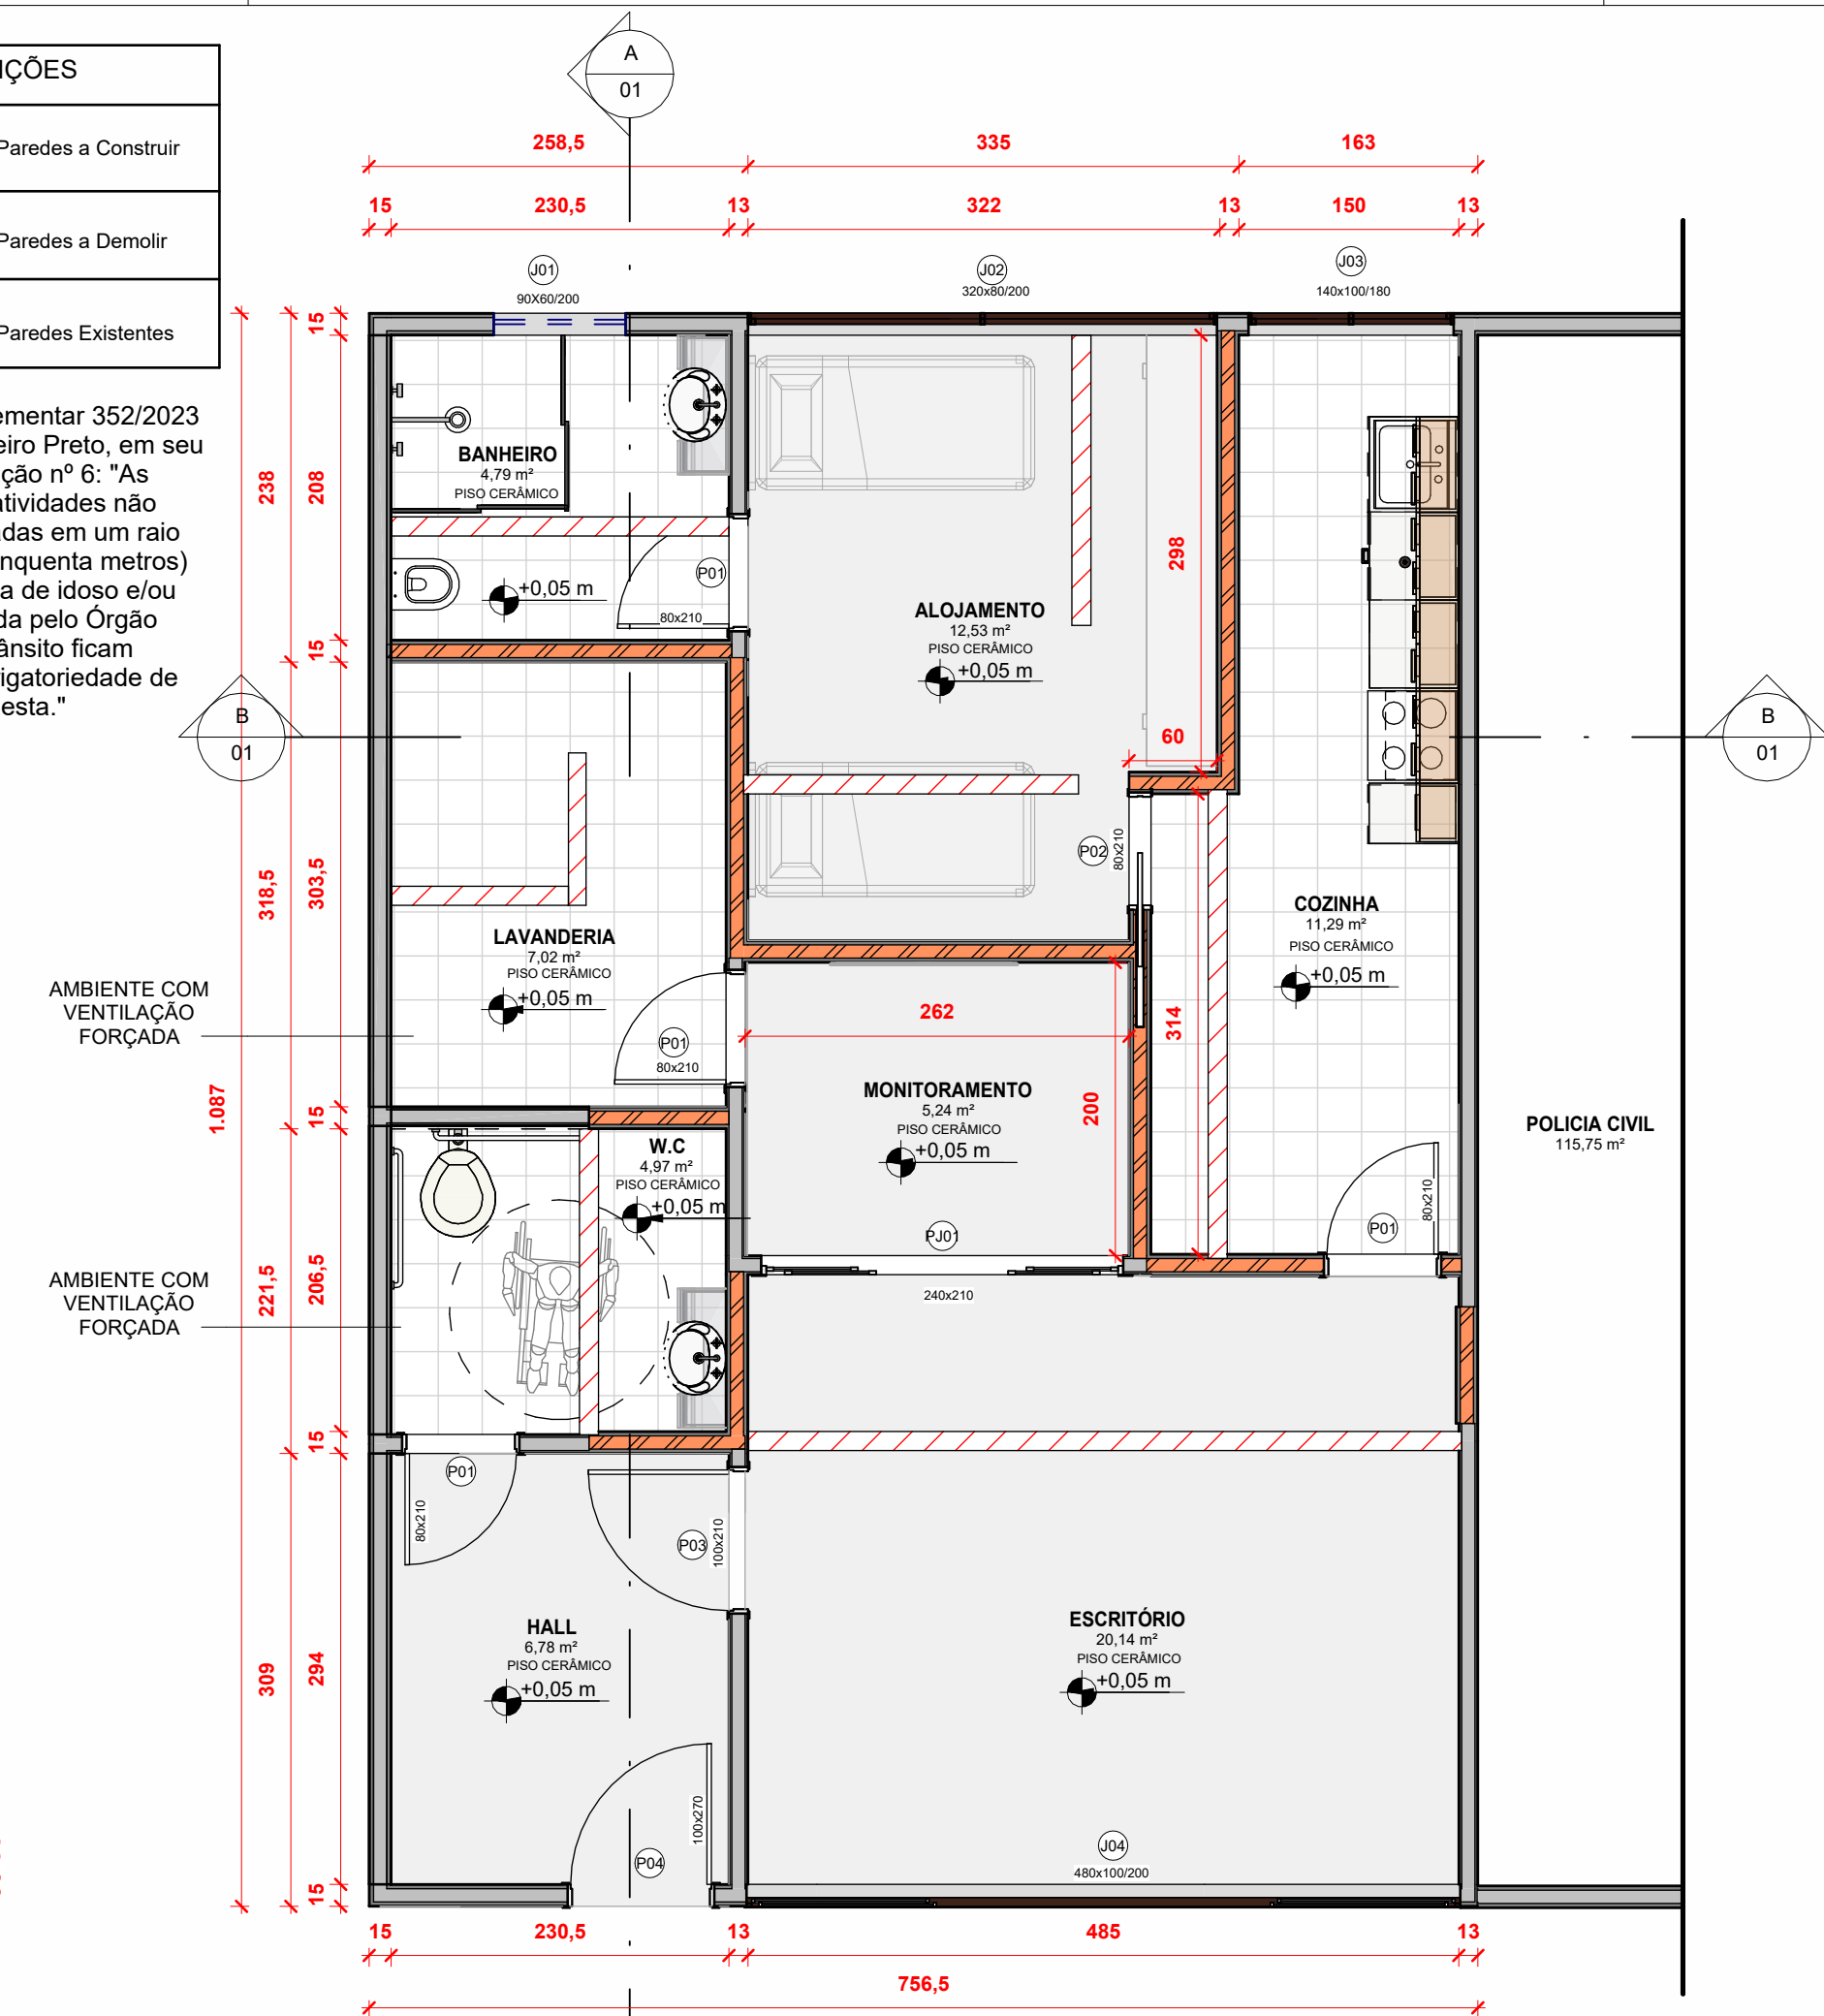 IÇÕES
Paredes a Construir
Paredes a Demolir
Paredes Existentes
ementar 352/2023
eiro Preto, em seu
ção nº 6: "As
atividades não
adas em um raio
nquenta metros)
a de idoso e/ou
da pelo Órgão
ânsito ficam
rigatoriedade de
esta."
A
01
258,5
335
163
15
230,5
13
322
13
150
13
J01
90X60/200
J02
320x80/200
J03
140x100/180
15
238
208
15
318,5
303,5
1.087
15
221,5
206,5
15
309
294
15
BANHEIRO
4,79 m²
PISO CERÂMICO
+0,05 m
P01
80x210
ALOJAMENTO
12,53 m²
PISO CERÂMICO
+0,05 m
298
60
B
01
B
01
P02
80x210
COZINHA
11,29 m²
PISO CERÂMICO
+0,05 m
314
LAVANDERIA
7,02 m²
PISO CERÂMICO
+0,05 m
P01
80x210
AMBIENTE COM
VENTILAÇÃO
FORÇADA
262
MONITORAMENTO
5,24 m²
PISO CERÂMICO
+0,05 m
200
PJ01
240x210
POLICIA CIVIL
115,75 m²
W.C
4,97 m²
PISO CERÂMICO
+0,05 m
P01
80x210
AMBIENTE COM
VENTILAÇÃO
FORÇADA
P01
80x210
P03
100x210
HALL
6,78 m²
PISO CERÂMICO
+0,05 m
ESCRITÓRIO
20,14 m²
PISO CERÂMICO
+0,05 m
P04
100x270
J04
480x100/200
15
230,5
13
485
13
756,5